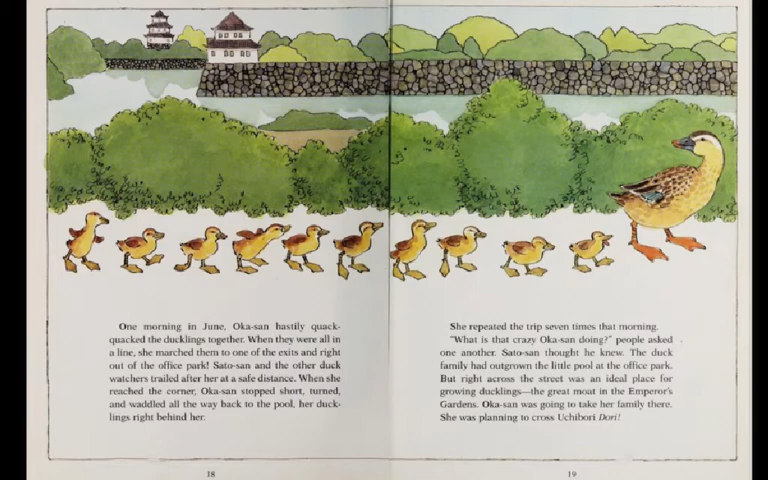 One morning in June, Oka-san hastily quack-
quacked the ducklings together. When they were all in
a line, she marched them to one of the exits and right
out of the office park! Sato-san and the other duck
watchers trailed after her at a safe distance. When she
reached the corner, Oka-san stopped short, turned,
and waddled all the way back to the pool, her duck-
lings right behind her.
18
She repeated the trip seven times that morning.
"What is that crazy Oka-san doing?" people asked
one another. Sato-san thought he knew. The duck
family had outgrown the little pool at the office park.
But right across the street was an ideal place for
growing ducklings—the great moat in the Emperor's
Gardens. Oka-san was going to take her family there.
She was planning to cross Uchibori Dori!
19